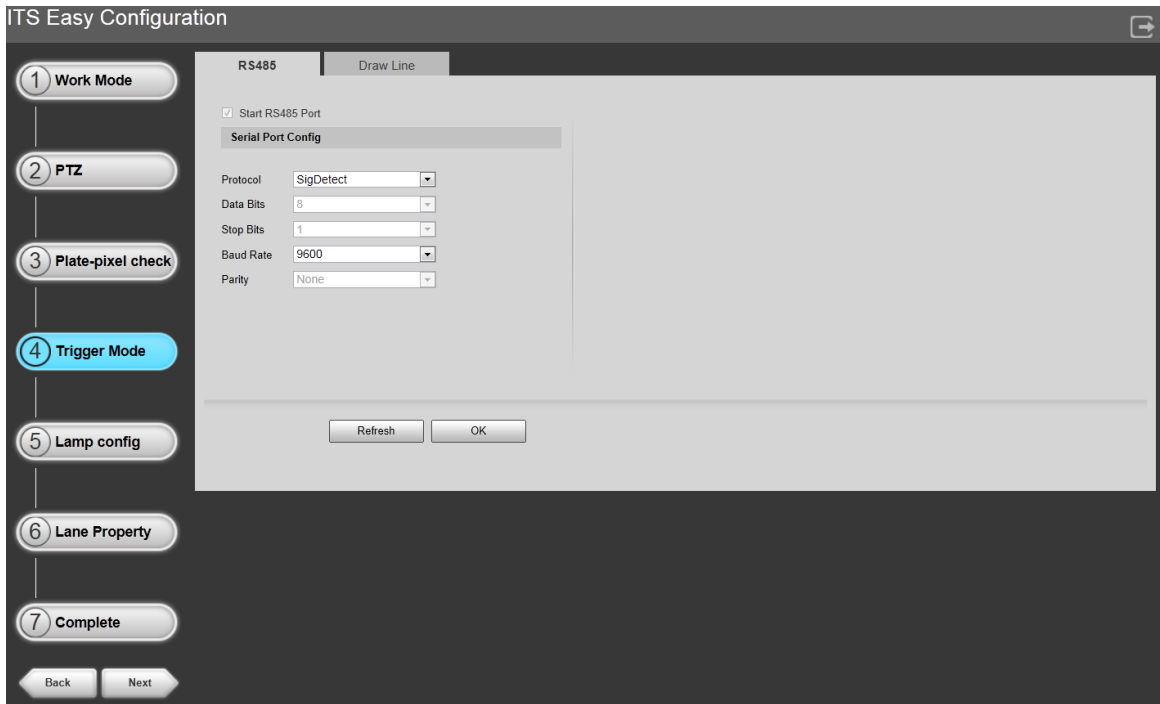 ITS Easy Configuration
1 Work Mode
2 PTZ
3 Plate-pixel check
4 Trigger Mode
5 Lamp config
6 Lane Property
7 Complete
Back Next
RS485 Draw Line
Start RS485 Port
Serial Port Config
Protocol SigDetect
Data Bits 8
Stop Bits 1
Baud Rate 9600
Parity None
Refresh OK